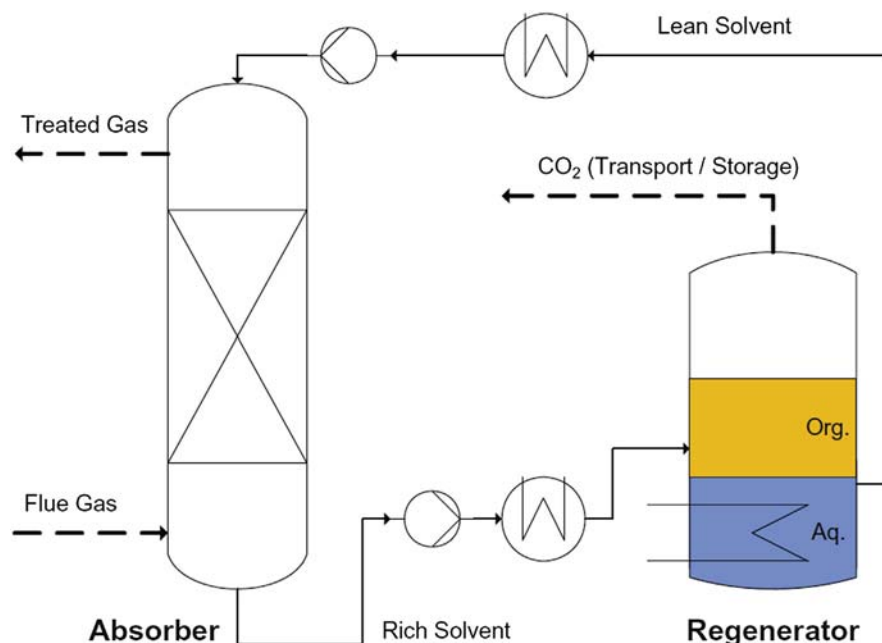 Lean Solvent
Treated Gas
CO₂ (Transport / Storage)
Org.
Flue Gas
Aq.
Absorber
Rich Solvent
Regenerator